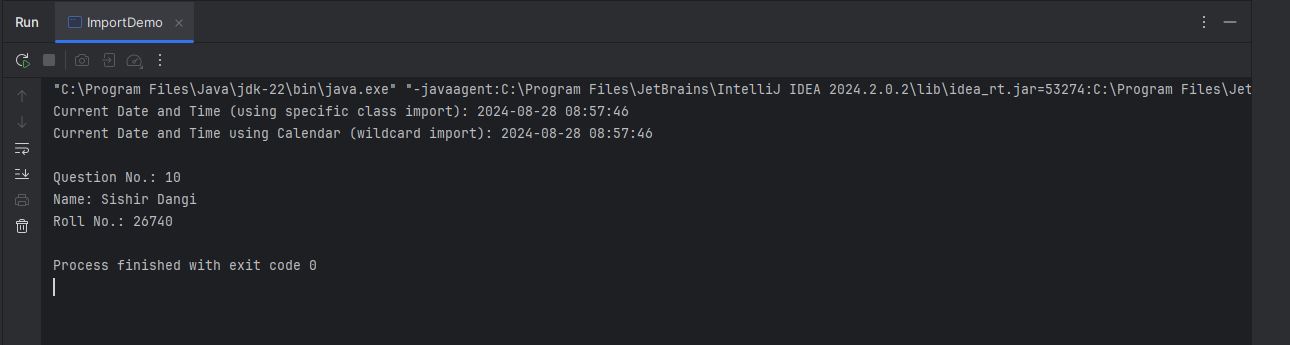 Run ImportDemo
"C:\Program Files\Java\jdk-22\bin\java.exe" "-javaagent:C:\Program Files\JetBrains\IntelliJ IDEA 2024.2.0.2\lib\idea_rt.jar=53274:C:\Program Files\Jet
Current Date and Time (using specific class import): 2024-08-28 08:57:46
Current Date and Time using Calendar (wildcard import): 2024-08-28 08:57:46
Question No.: 10
Name: Sishir Dangi
Roll No.: 26740
Process finished with exit code 0